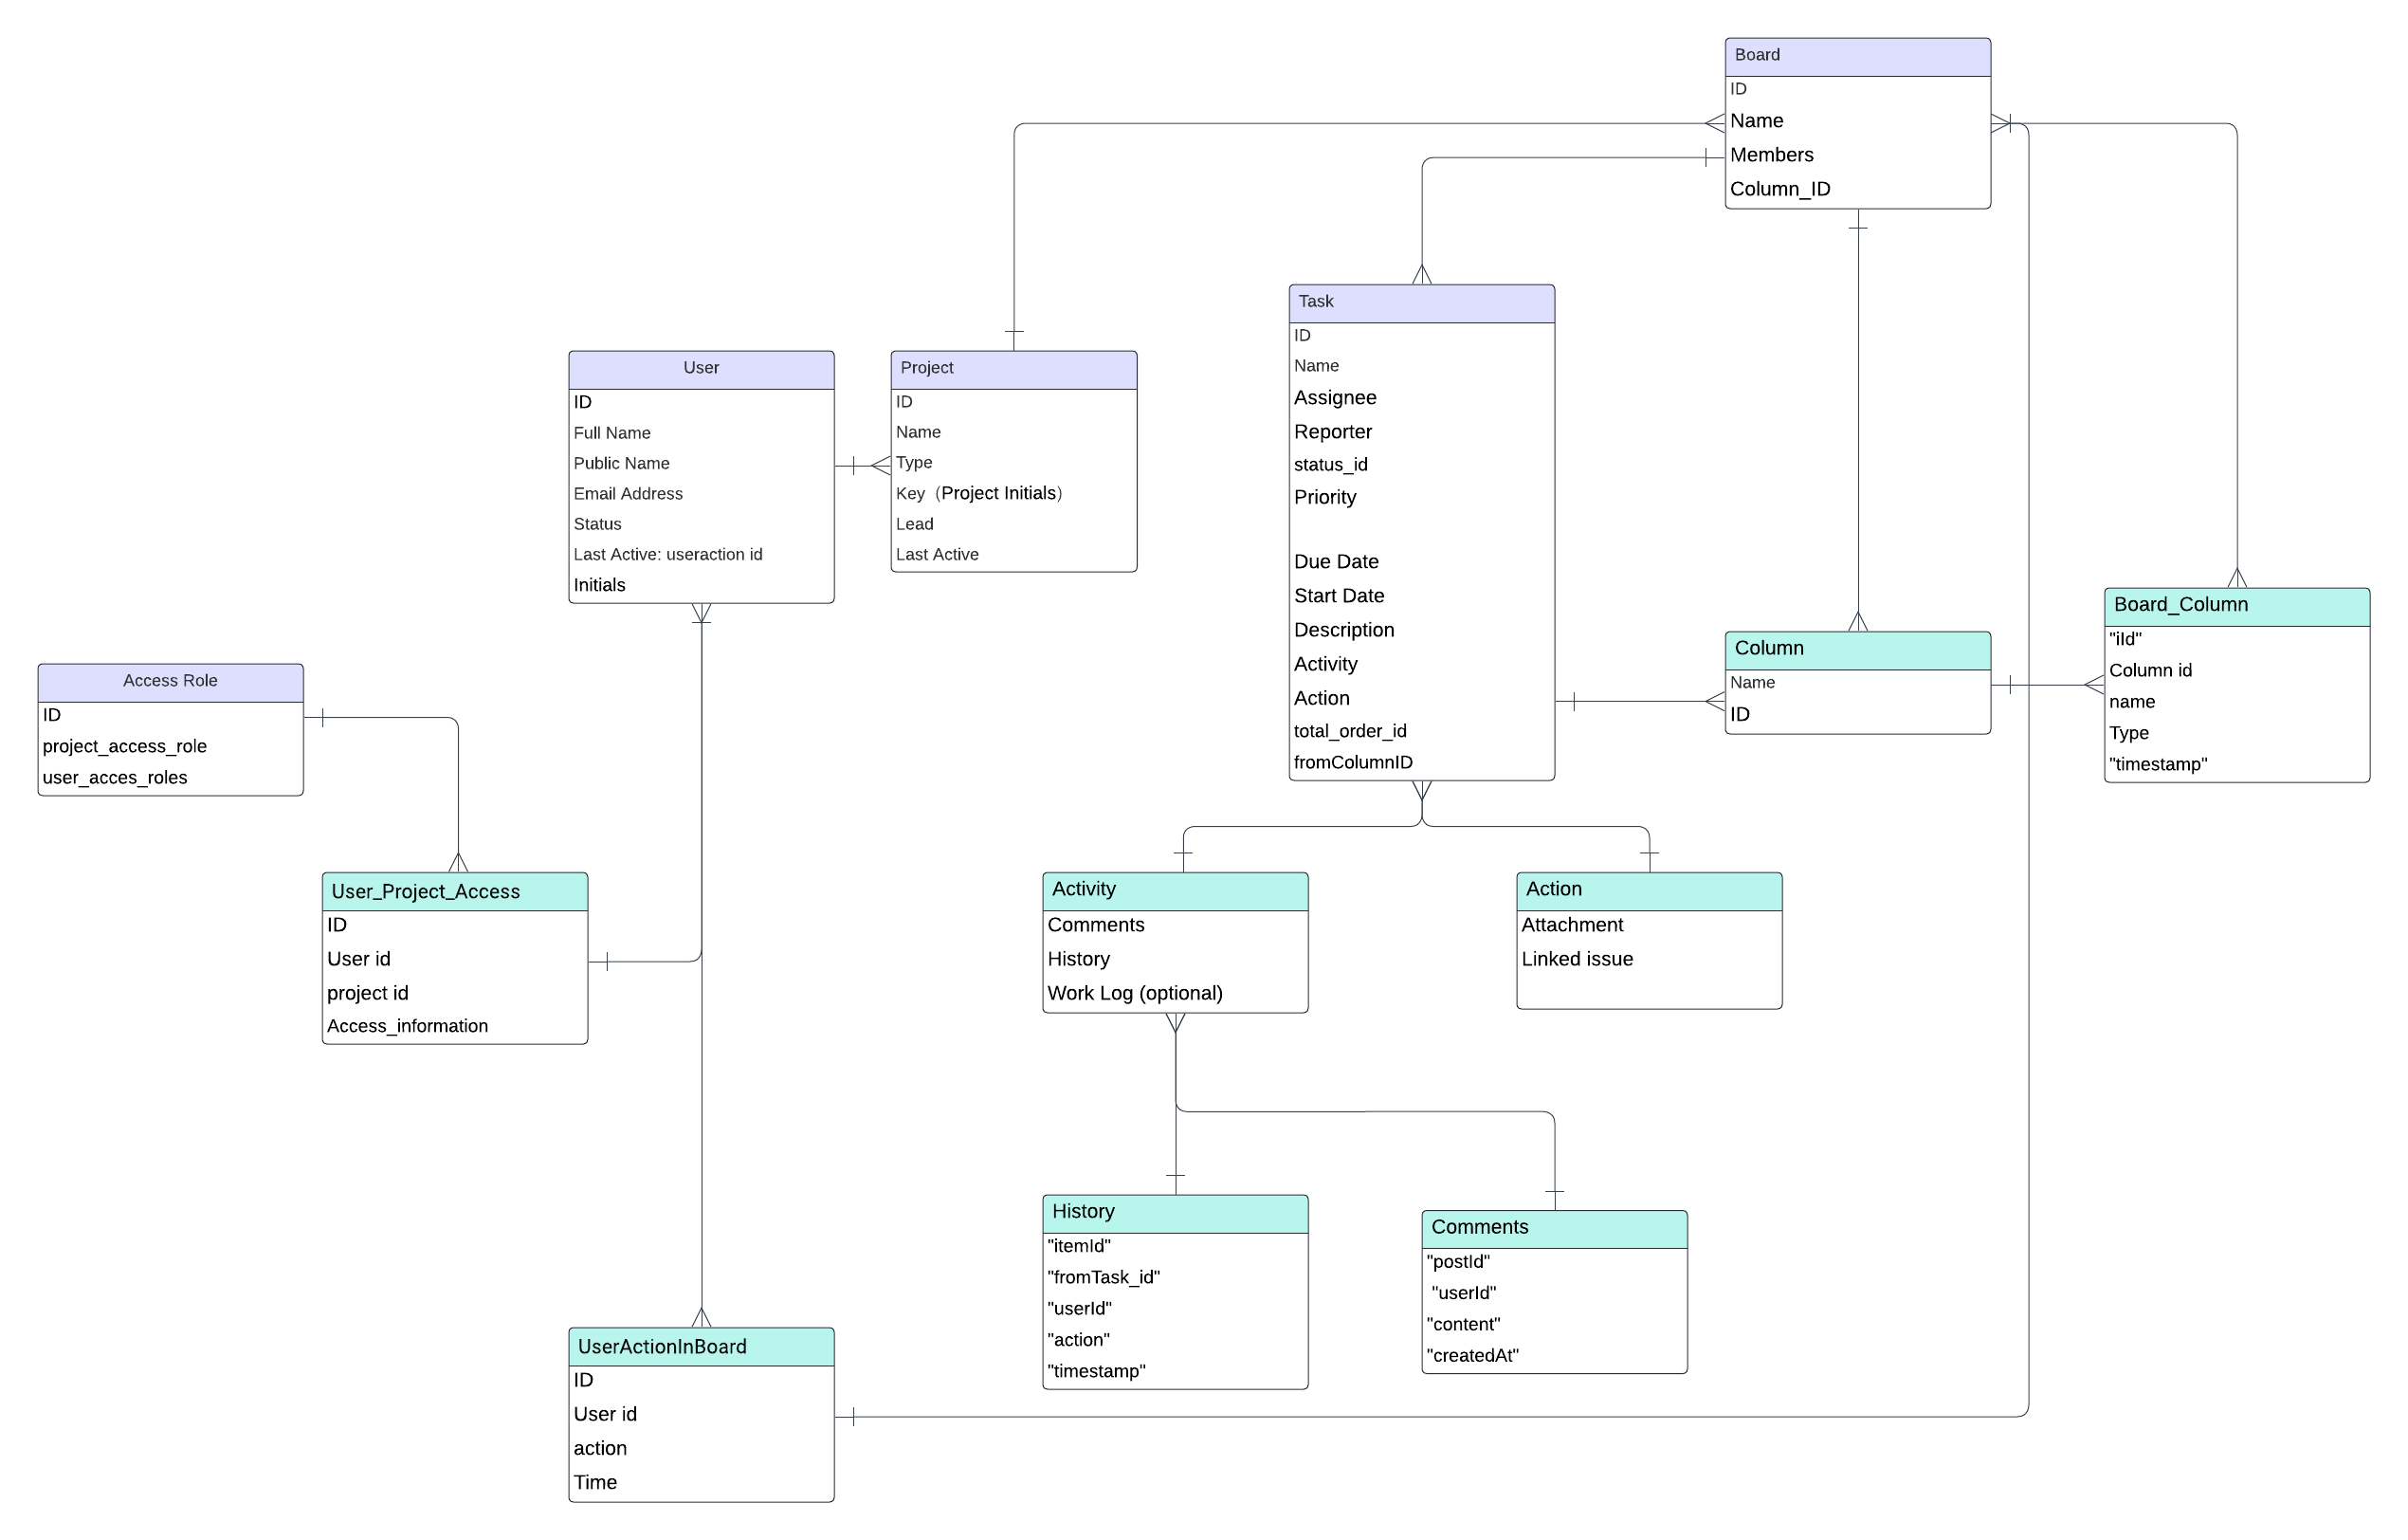 Board
ID
Name
Members
Column_ID
Task
ID
Name
Assignee
Reporter
status_id
Priority
Due Date
Start Date
Description
Activity
Action
total_order_id
fromColumnID
User
ID
Full Name
Public Name
Email Address
Status
Last Active: useraction id
Initials
Project
ID
Name
Type
Key（Project Initials）
Lead
Last Active
Board_Column
"iId"
Column id
name
Type
"timestamp"
Column
Name
ID
Access Role
ID
project_access_role
user_acces_roles
User_Project_Access
ID
User id
project id
Access_information
Activity
Comments
History
Work Log (optional)
Action
Attachment
Linked issue
History
"itemId"
"fromTask_id"
"userId"
"action"
"timestamp"
Comments
"postId"
"userId"
"content"
"createdAt"
UserActionInBoard
ID
User id
action
Time